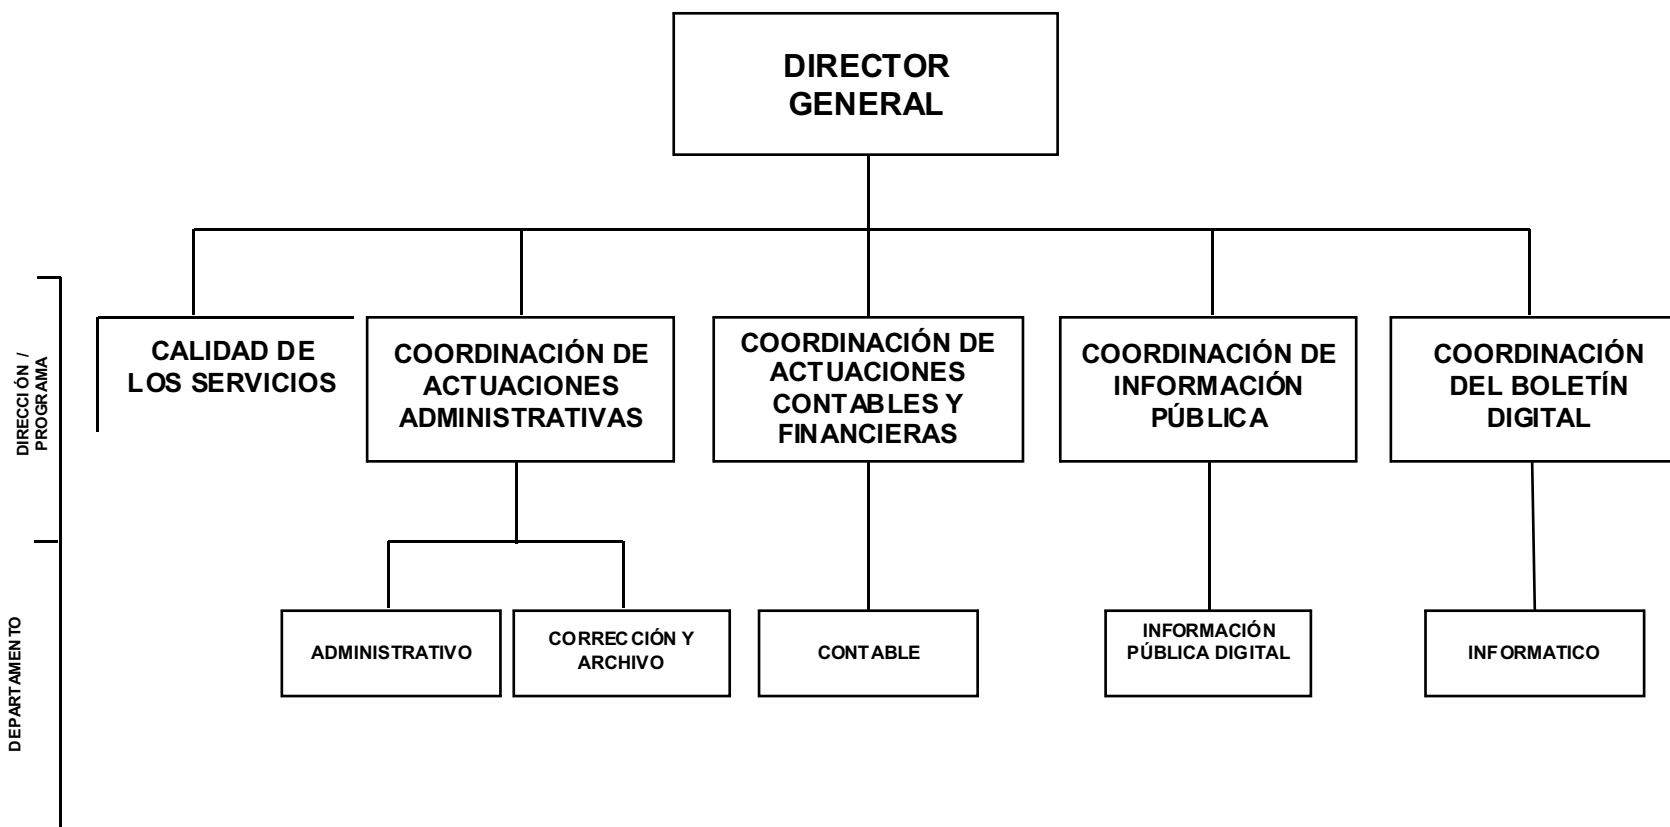 DIRECTOR
GENERAL
DIRECCIÓN /
PROGRAMA
CALIDAD DE
LOS SERVICIOS
COORDINACIÓN DE
ACTUACIONES
ADMINISTRATIVAS
COORDINACIÓN DE
ACTUACIONES
CONTABLES Y
FINANCIERAS
COORDINACIÓN DE
INFORMACIÓN
PÚBLICA
COORDINACIÓN
DEL BOLETÍN
DIGITAL
DEPARTAMENTO
ADMINISTRATIVO
CORRECCIÓN Y
ARCHIVO
CONTABLE
INFORMACIÓN
PÚBLICA DIGITAL
INFORMATICO